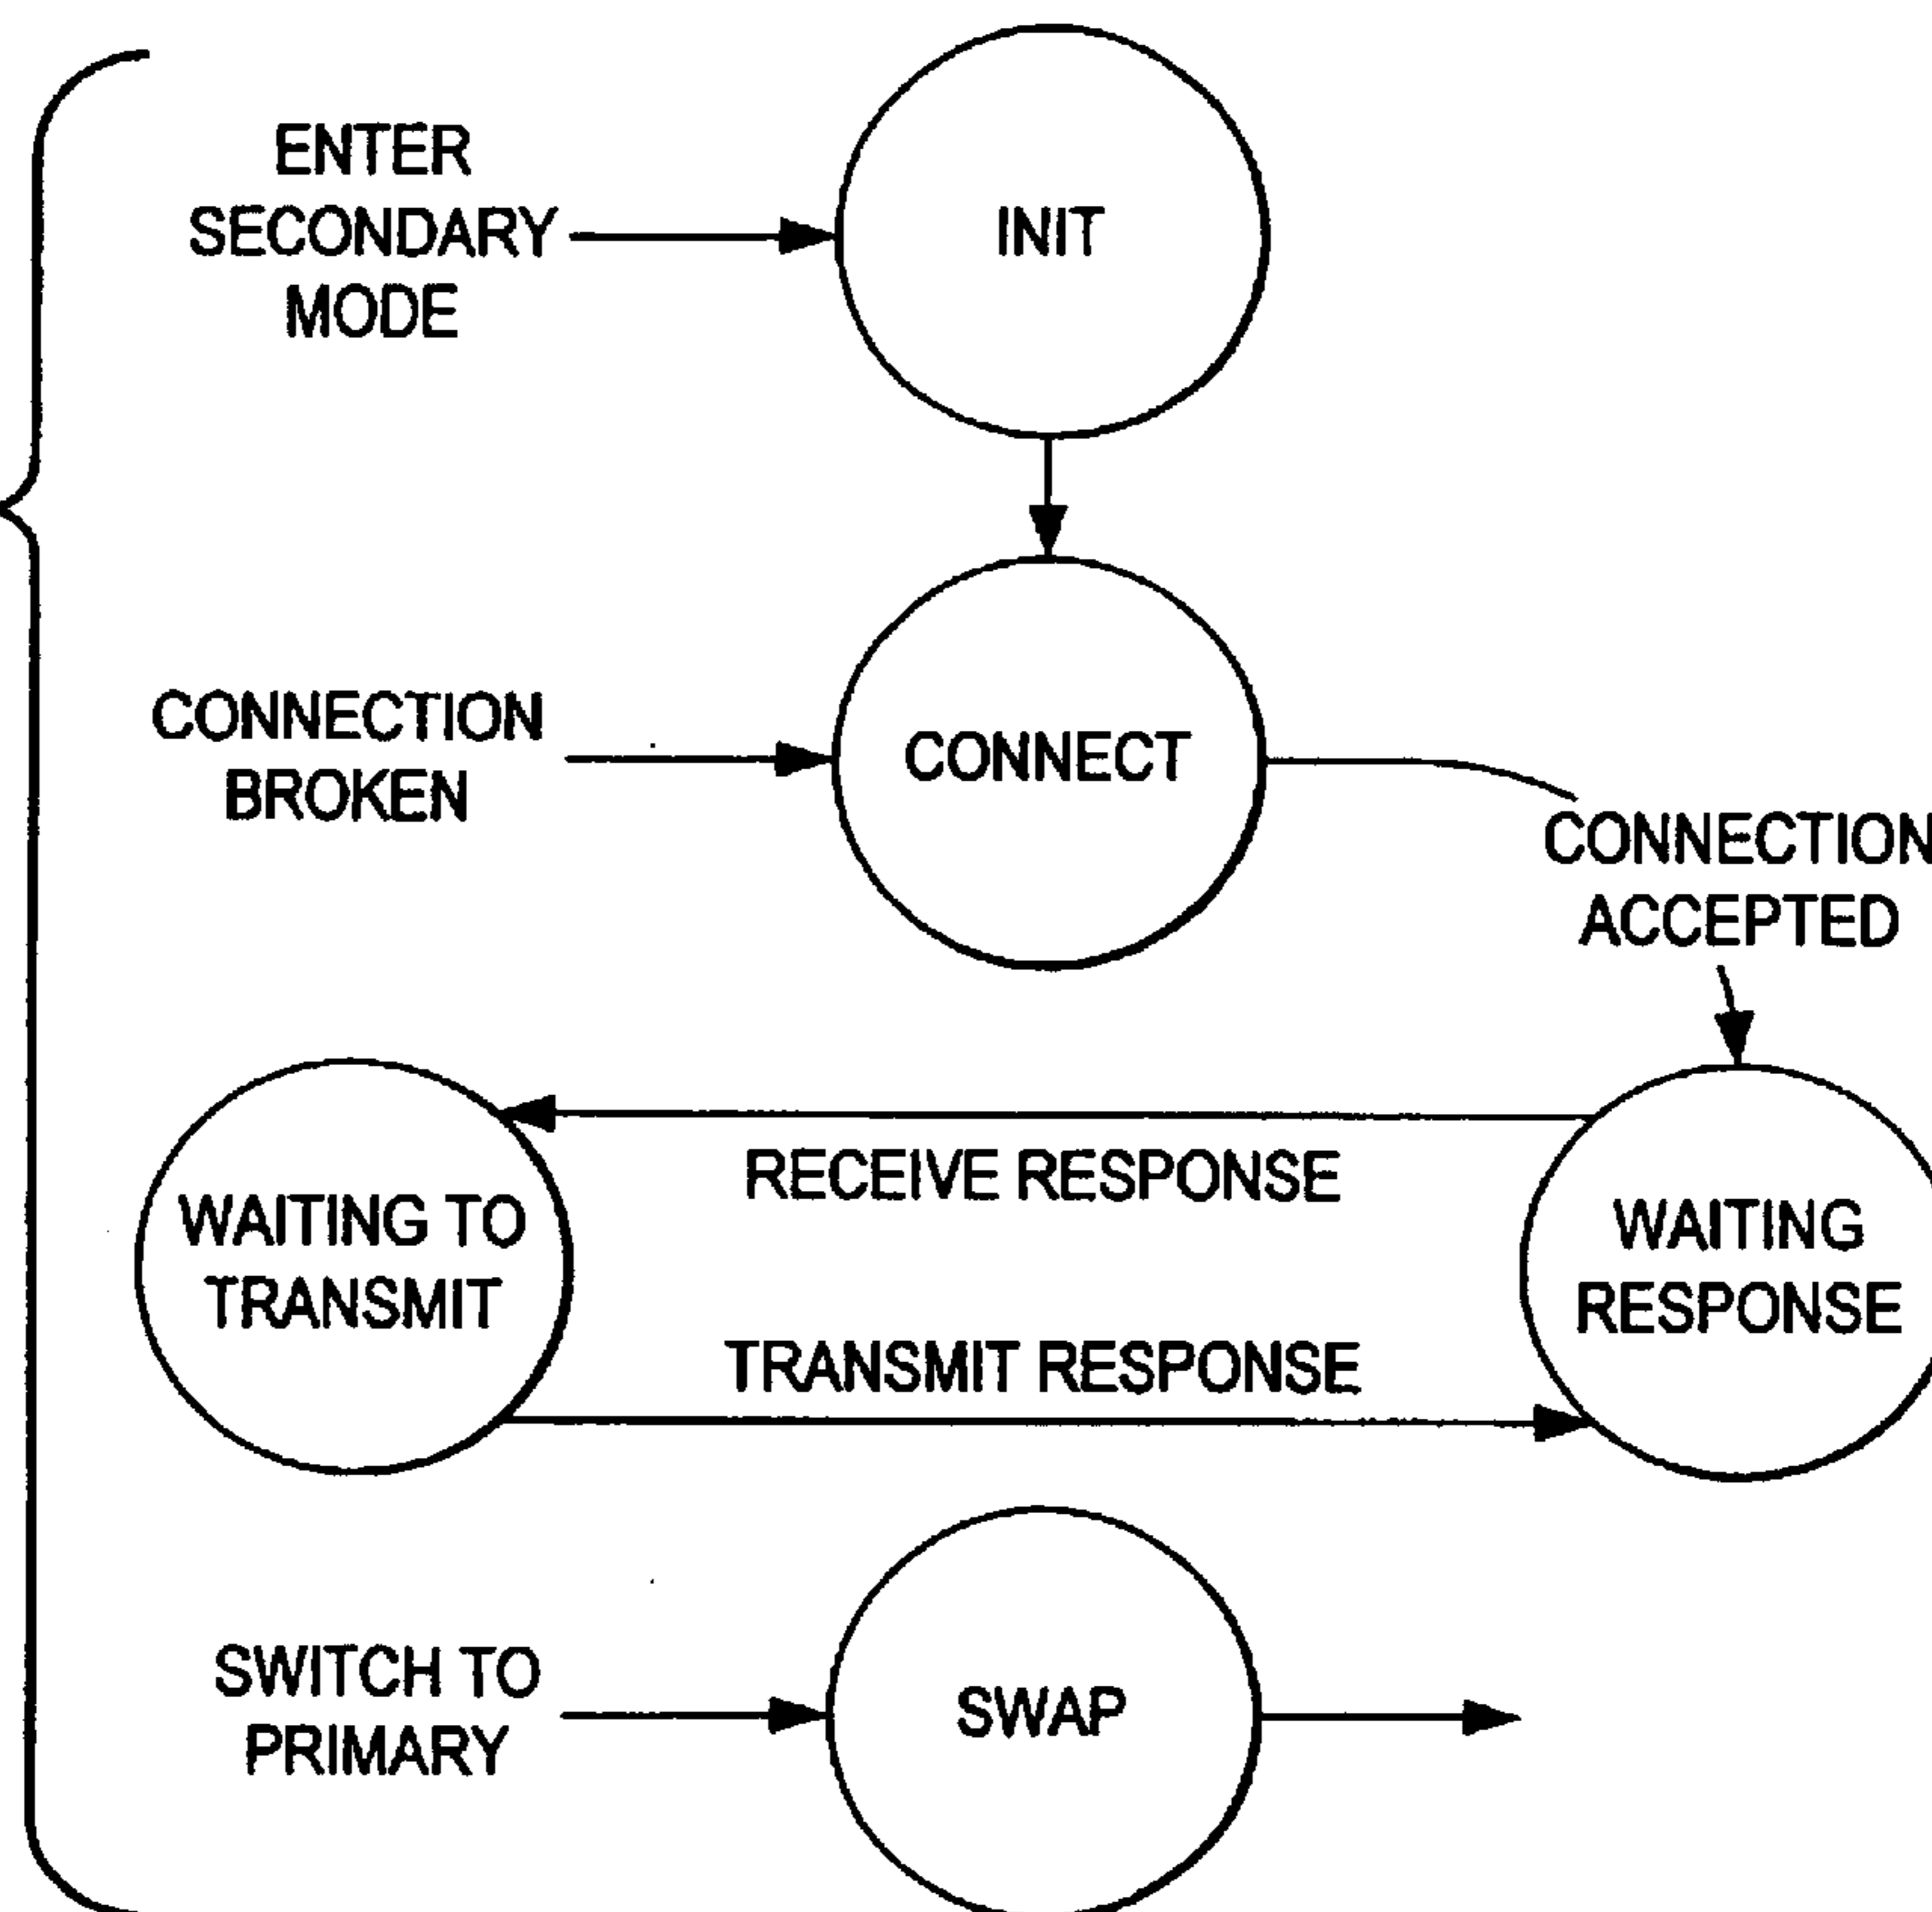 ENTER
SECONDARY
MODE
INIT
CONNECTION
BROKEN
CONNECT
CONNECTION
ACCEPTED
RECEIVE RESPONSE
WAITING TO
TRANSMIT
WAITING
RESPONSE
TRANSMIT RESPONSE
SWITCH TO
PRIMARY
SWAP